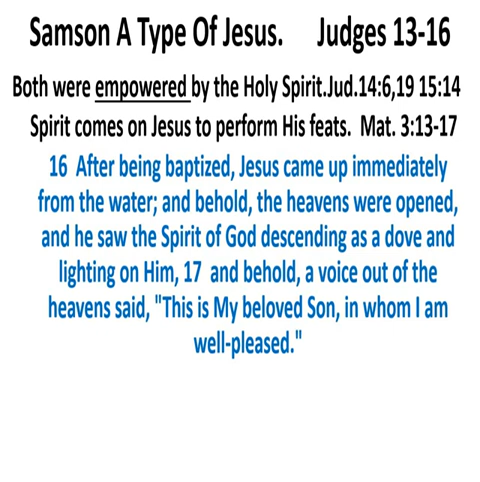 Samson A Type Of Jesus. Judges 13-16
Both were empowered by the Holy Spirit.Jud.14:6,19 15:14
Spirit comes on Jesus to perform His feats. Mat. 3:13-17
16 After being baptized, Jesus came up immediately
from the water; and behold, the heavens were opened,
and he saw the Spirit of God descending as a dove and
lighting on Him, 17 and behold, a voice out of the
heavens said, "This is My beloved Son, in whom I am
well-pleased."